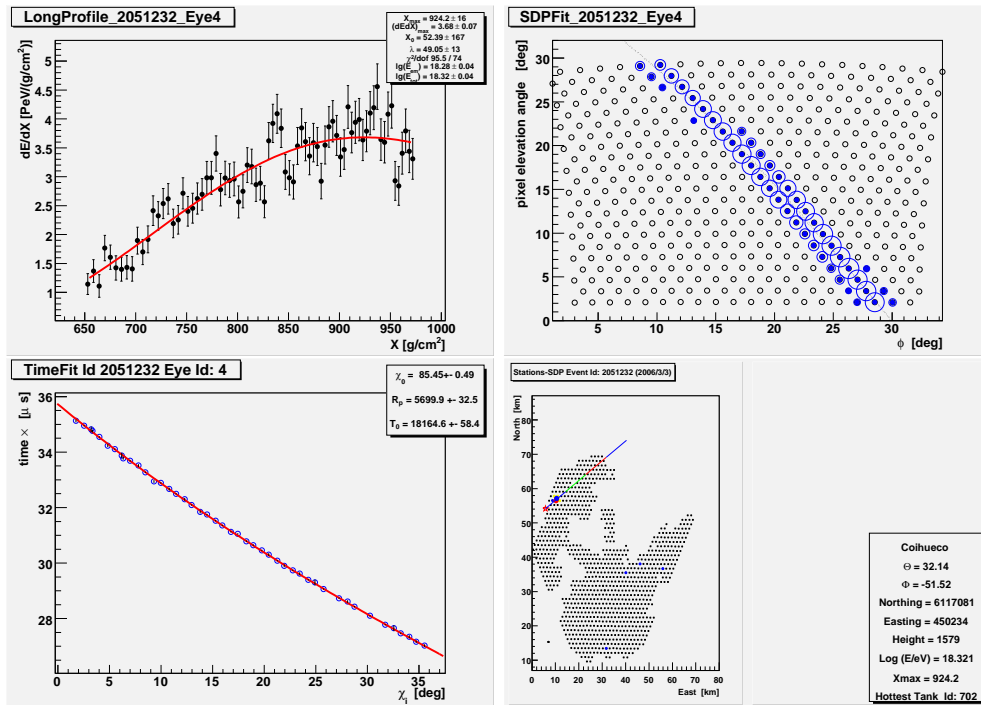 LongProfile_2051232_Eye4
X_max = 924.2 ± 16
(dEdX)_max = 3.68 ± 0.07
X_0 = 52.39 ± 167
λ = 49.05 ± 13
χ²/dof 95.5 / 74
= 18.28 ± 0.04
= 18.32 ± 0.04
dE/dX [PeV/(g/cm²)]
5
4.5
4
3.5
3
2.5
2
1.5
1
650 700 750 800 850 900 950 1000
X [g/cm²]
SDPFit_2051232_Eye4
pixel elevation angle [deg]
30
25
20
15
10
5
0
5 10 15 20 25 30
ϕ [deg]
TimeFit Id 2051232 Eye Id: 4
χ_0 = 85.45+- 0.49
R_p = 5699.9 +- 32.5
T_0 = 18164.6 +- 58.4
time × [μ s]
36
34
32
30
28
0 5 10 15 20 25 30 35
χ_i [deg]
Stations-SDP Event Id: 2051232 (2006/3/3)
North [km]
80
70
60
50
40
30
20
10
0 10 20 30 40 50 60 70 80
East [km]
Coihueco
Θ = 32.14
Φ = -51.52
Northing = 6117081
Easting = 450234
Height = 1579
Log (E/eV) = 18.321
Xmax = 924.2
Hottest Tank Id: 702